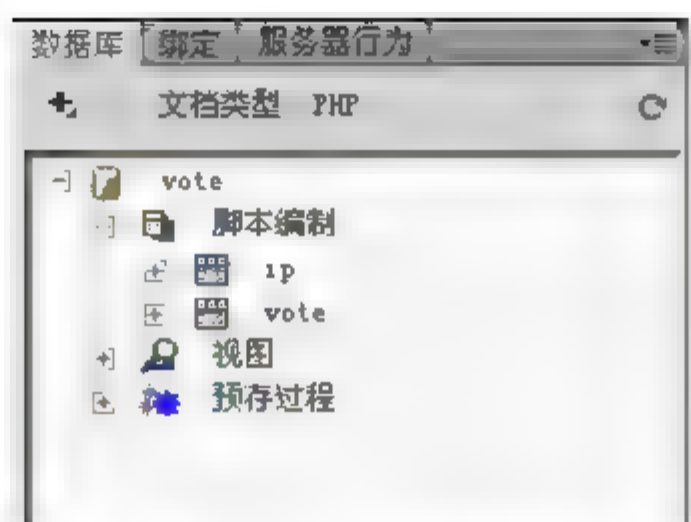 数据库 绑定 服务器行为
文档类型 PHP
vote
脚本编制
ip
vote
视图
预存过程